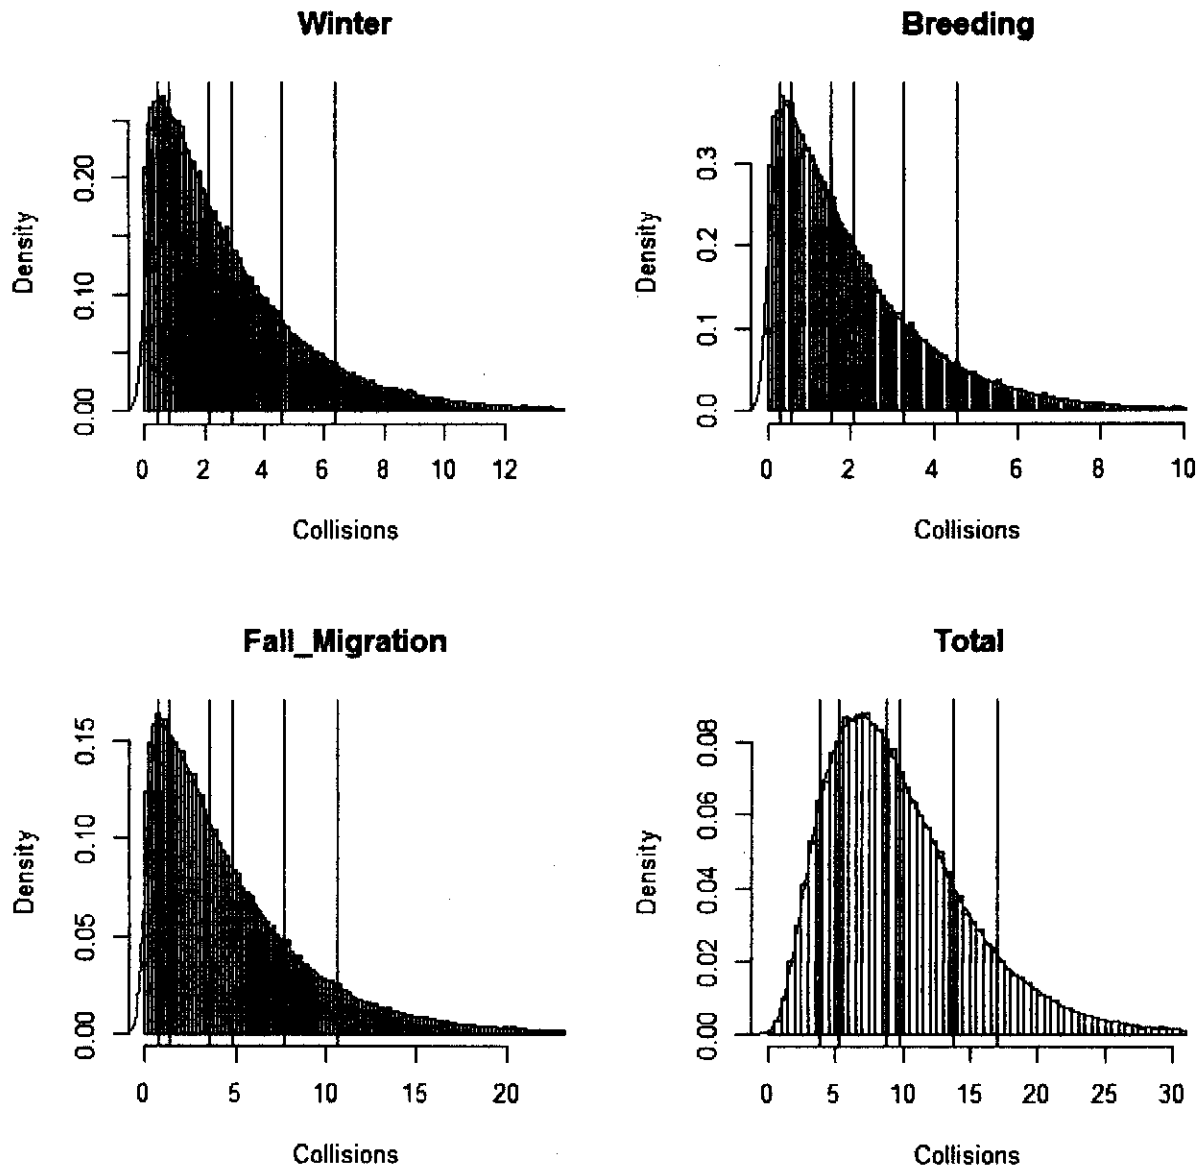 Winter
Density
0.00 0.10 0.20
0 2 4 6 8 10 12
Collisions
Breeding
Density
0.0 0.1 0.2 0.3
0 2 4 6 8 10
Collisions
Fall_Migration
Density
0.00 0.05 0.10 0.15
0 5 10 15 20
Collisions
Total
Density
0.00 0.02 0.04 0.06 0.08
0 5 10 15 20 25 30
Collisions